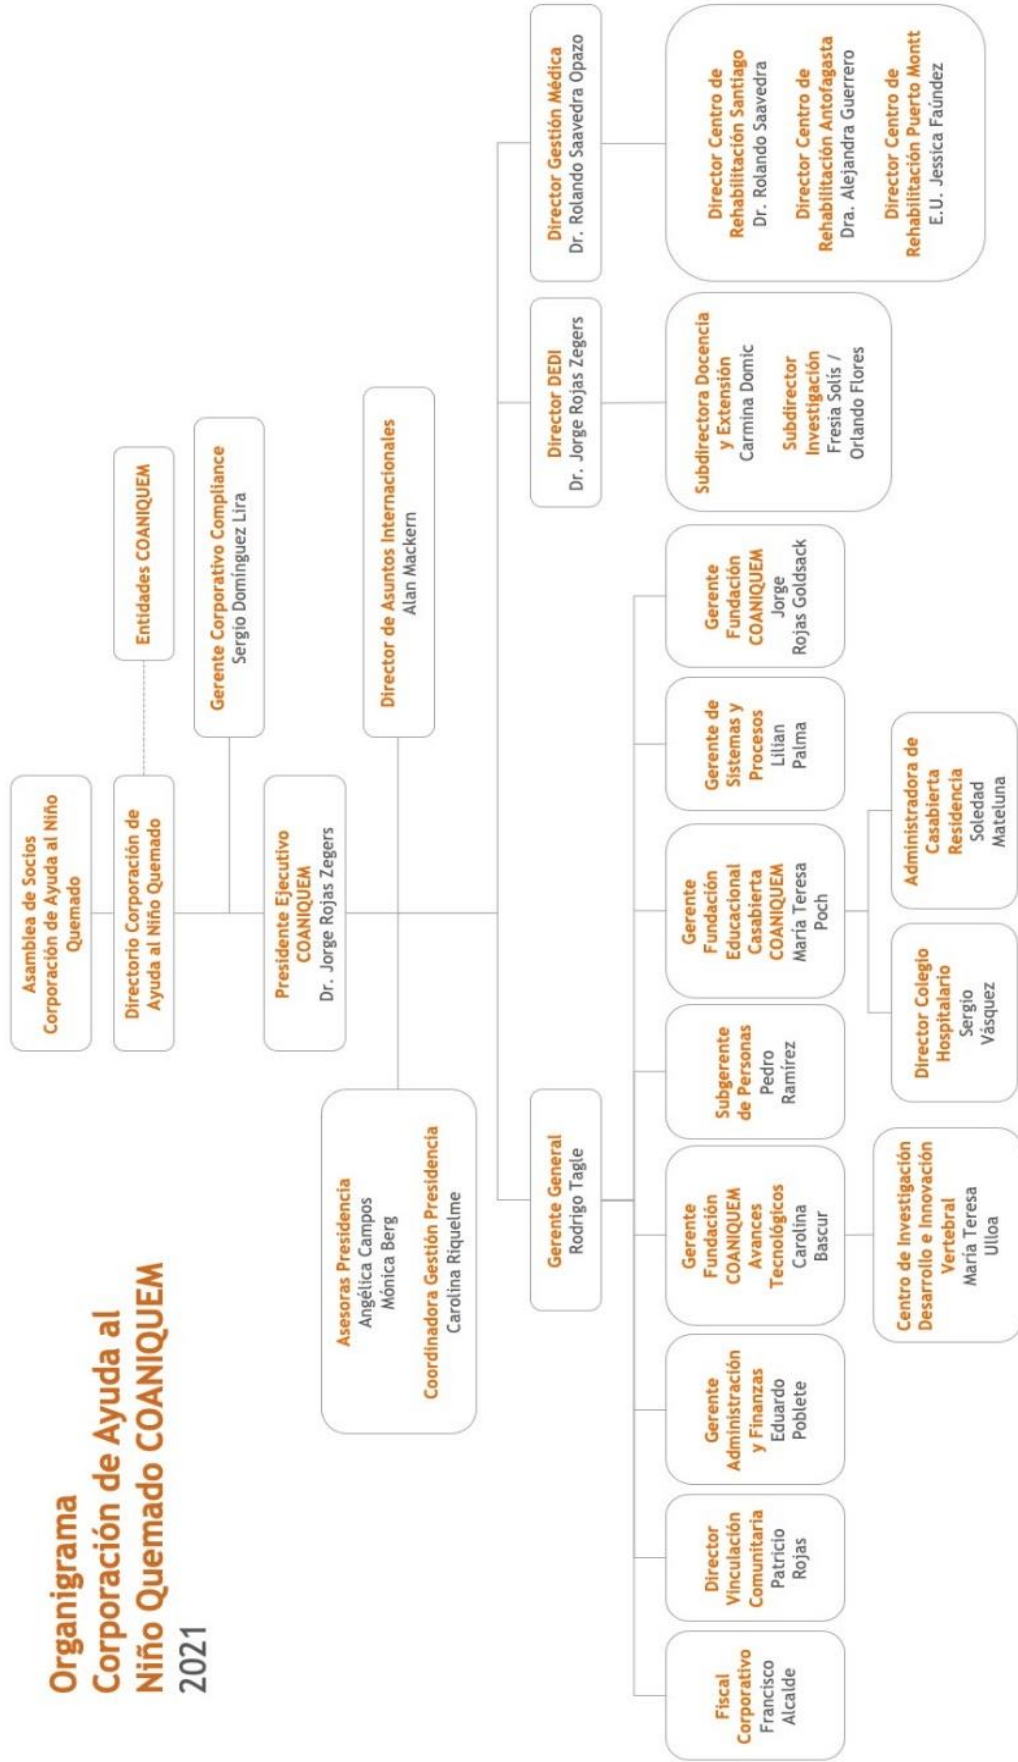 Organigrama
Corporación de Ayuda al
Niño Quemado COANIQUEM
2021
Asamblea de Socios
Corporación de Ayuda al Niño
Quemado
Directorio Corporación de
Ayuda al Niño Quemado
Entidades COANIQUEM
Gerente Corporativo Compliance
Sergio Domínguez Lira
Presidente Ejecutivo
COANIQUEM
Dr. Jorge Rojas Zegers
Asesoras Presidencia
Angélica Campos
Mónica Berg
Coordinadora Gestión Presidencia
Carolina Riquelme
Director de Asuntos Internacionales
Alan Mackern
Gerente General
Rodrigo Tagle
Director DEDI
Dr. Jorge Rojas Zegers
Director Gestión Médica
Dr. Rolando Saavedra Opazo
Fiscal
Corporativo
Francisco
Alcalde
Director
Vinculación
Comunitaria
Patricio
Rojas
Gerente
Administración
y Finanzas
Eduardo
Poblete
Gerente
Fundación
COANIQUEM
Avances
Tecnológicos
Carolina
Bascur
Subgerente
de Personas
Pedro
Ramírez
Gerente
Fundación
Educacional
Casabierta
COANIQUEM
María Teresa
Poch
Gerente de
Sistemas y
Procesos
Lilian
Palma
Gerente
Fundación
COANIQUEM
Jorge
Rojas Goldsack
Subdirectora Docencia
y Extensión
Carmina Domic
Subdirector
Investigación
Fresia Solís /
Orlando Flores
Director Centro de
Rehabilitación Santiago
Dr. Rolando Saavedra
Director Centro de
Rehabilitación Antofagasta
Dra. Alejandra Guerrero
Director Centro de
Rehabilitación Puerto Montt
E.U. Jessica Faúndez
Centro de Investigación
Desarrollo e Innovación
Vertebral
María Teresa
Ulloa
Director Colegio
Hospitalario
Sergio
Vásquez
Administradora de
Casabierta
Residencia
Soledad
Mateluna